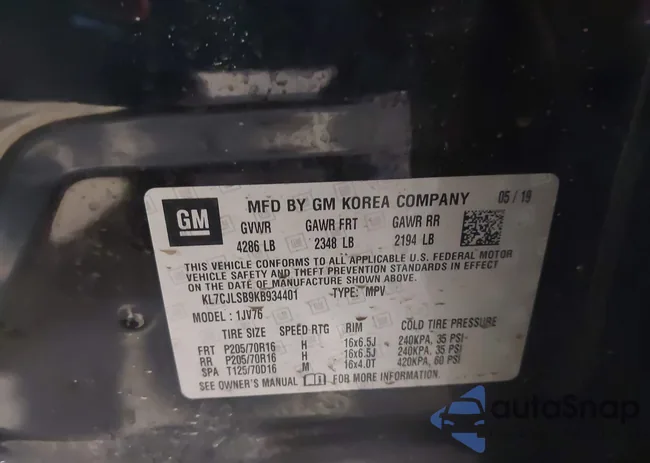 GM
MFD BY GM KOREA COMPANY 05 / 19
GVWR GAWR FRT GAWR RR
4286 LB 2348 LB 2194 LB
THIS VEHICLE CONFORMS TO ALL APPLICABLE U.S. FEDERAL MOTOR
VEHICLE SAFETY AND THEFT PREVENTION STANDARDS IN EFFECT
ON THE DATE OF MANUFACTURE SHOWN ABOVE.
KL7CJLSB9KB934401 TYPE: MPV
MODEL : 1JV76
TIRE SIZE SPEED RTG RIM COLD TIRE PRESSURE
FRT P205/70R16 H 16x6.5J 240KPA, 35 PSI
RR P205/70R16 H 16x6.5J 240KPA, 35 PSI
SPA T125/70D16 M 16x4.0T 420KPA, 60 PSI
SEE OWNER'S MANUAL FOR MORE INFORMATION.
autoSnap